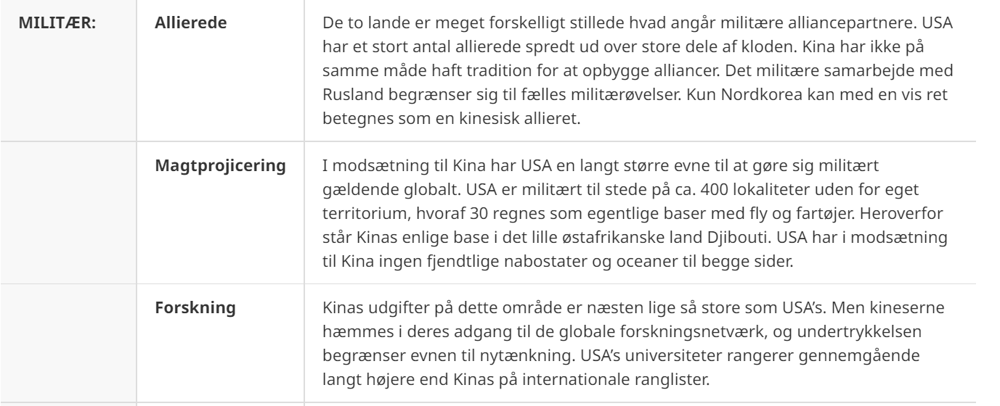 MILITÆR:
Allierede
De to lande er meget forskelligt stillede hvad angår militære alliancepartnere. USA
har et stort antal allierede spredt ud over store dele af kloden. Kina har ikke på
samme måde haft tradition for at opbygge alliancer. Det militære samarbejde med
Rusland begrænser sig til fælles militærøvelser. Kun Nordkorea kan med en vis ret
betegnes som en kinesisk allieret.
Magtprojicering
I modsætning til Kina har USA en langt større evne til at gøre sig militært
gældende globalt. USA er militært til stede på ca. 400 lokaliteter uden for eget
territorium, hvoraf 30 regnes som egentlige baser med fly og fartøjer. Heroverfor
står Kinas enlige base i det lille østafrikanske land Djibouti. USA har i modsætning
til Kina ingen fjendtlige nabostater og oceaner til begge sider.
Forskning
Kinas udgifter på dette område er næsten lige så store som USA’s. Men kineserne
hæmmes i deres adgang til de globale forskningsnetværk, og undertrykkelsen
begrænser evnen til nytænkning. USA’s universiteter rangerer gennemgående
langt højere end Kinas på internationale ranglister.